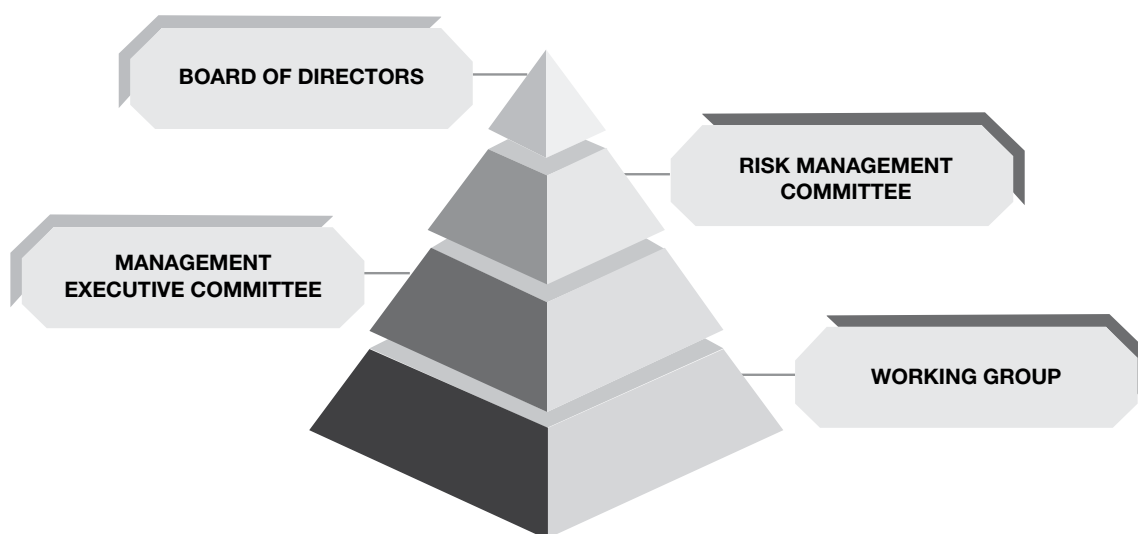 BOARD OF DIRECTORS
RISK MANAGEMENT
COMMITTEE
MANAGEMENT
EXECUTIVE COMMITTEE
WORKING GROUP